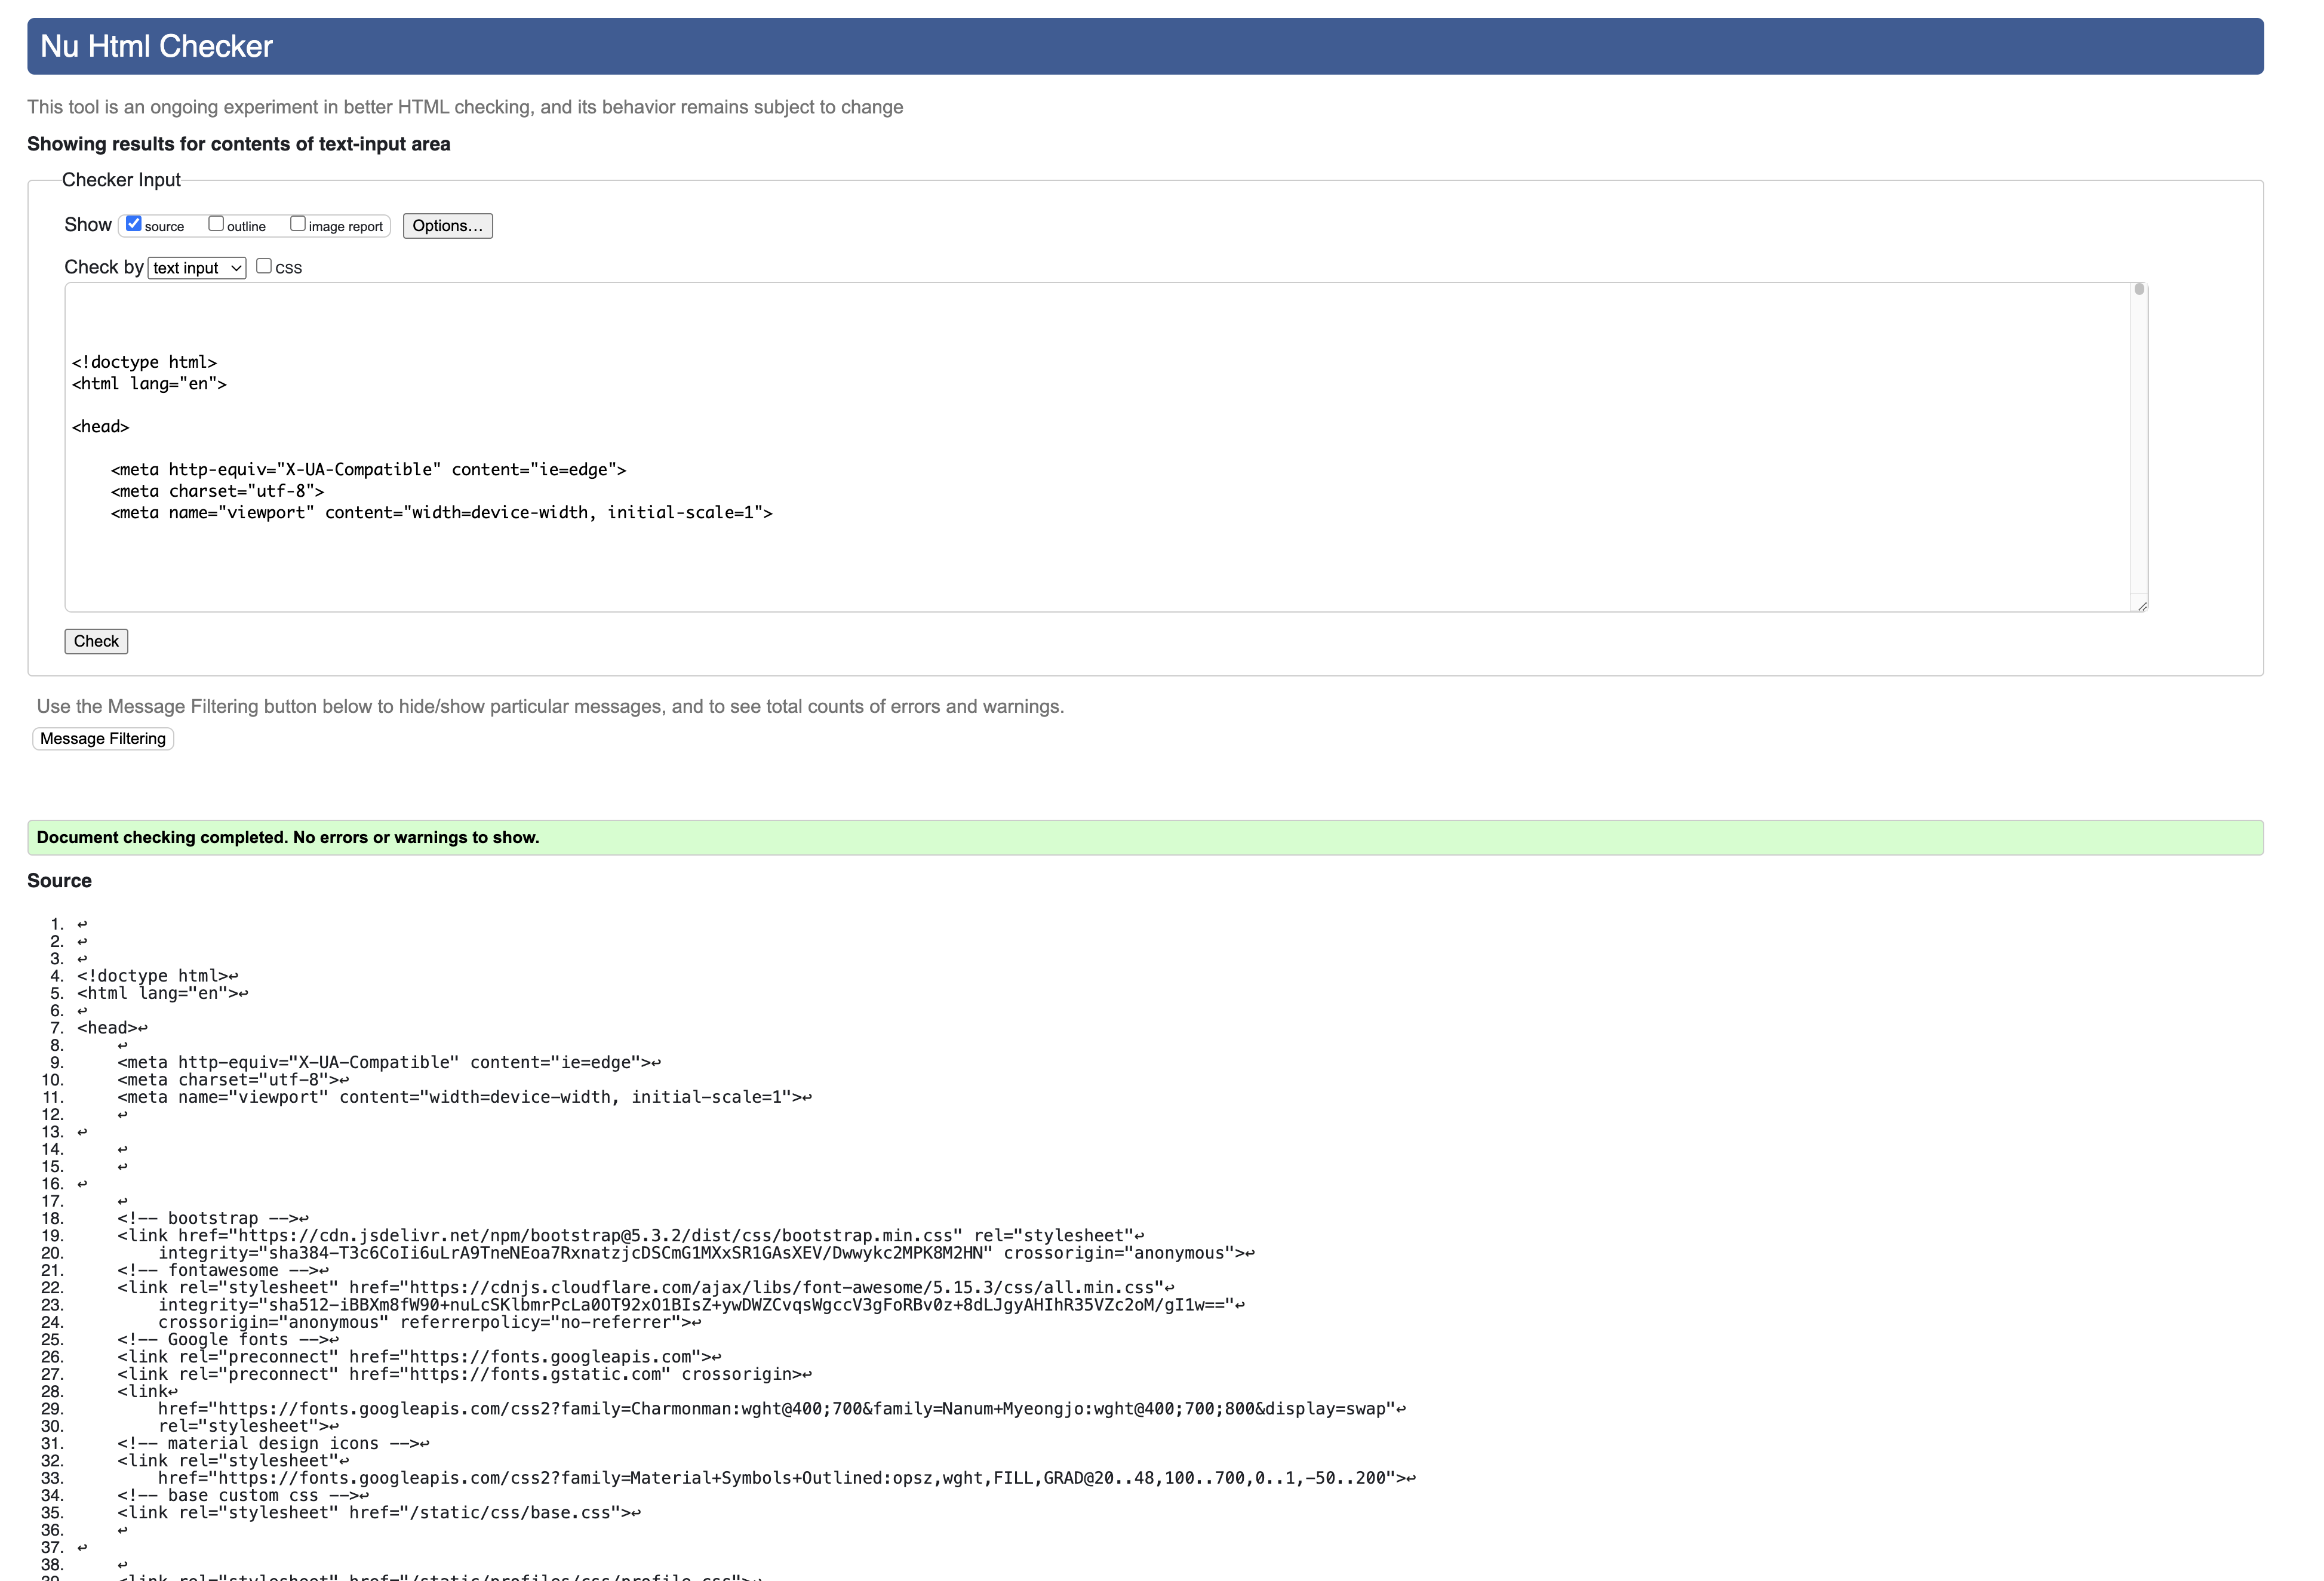 Nu Html Checker
This tool is an ongoing experiment in better HTML checking, and its behavior remains subject to change
Showing results for contents of text-input area
Checker Input
Show source outline image report Options...
Check by text input CSS
<!doctype html>
<html lang="en">
<head>
<meta http-equiv="X-UA-Compatible" content="ie=edge">
<meta charset="utf-8">
<meta name="viewport" content="width=device-width, initial-scale=1">
Check
Use the Message Filtering button below to hide/show particular messages, and to see total counts of errors and warnings.
Message Filtering
Document checking completed. No errors or warnings to show.
Source
1. ↩
2. ↩
3. ↩
4. <!doctype html>↩
5. <html lang="en">↩
6. ↩
7. <head>↩
8. ↩
9. <meta http-equiv="X-UA-Compatible" content="ie=edge">↩
10. <meta charset="utf-8">↩
11. <meta name="viewport" content="width=device-width, initial-scale=1">↩
12. ↩
13. ↩
14. ↩
15. ↩
16. ↩
17. ↩
18. <!-- bootstrap -->↩
19. <link href="https://cdn.jsdelivr.net/npm/bootstrap@5.3.2/dist/css/bootstrap.min.css" rel="stylesheet"↩
20. integrity="sha384-T3c6CoIi6uLrA9TneNEoa7RxnatzjcDSCmG1MXxSR1GAsXEV/Dwwykc2MPK8M2HN" crossorigin="anonymous">↩
21. <!-- fontawesome -->↩
22. <link rel="stylesheet" href="https://cdnjs.cloudflare.com/ajax/libs/font-awesome/5.15.3/css/all.min.css"↩
23. integrity="sha512-iBBXm8fW90+nuLcSKlbmrPcLa0OT92xO1BIsZ+ywDWZCvqsWgccV3gFoRBv0z+8dLJgyAHIhR35VZc2oM/gI1w=="↩
24. crossorigin="anonymous" referrerpolicy="no-referrer">↩
25. <!-- Google fonts -->↩
26. <link rel="preconnect" href="https://fonts.googleapis.com">↩
27. <link rel="preconnect" href="https://fonts.gstatic.com" crossorigin>↩
28. <link↩
29. href="https://fonts.googleapis.com/css2?family=Charmonman:wght@400;700&family=Nanum+Myeongjo:wght@400;700;800&display=swap"↩
30. rel="stylesheet">↩
31. <!-- material design icons -->↩
32. <link rel="stylesheet"↩
33. href="https://fonts.googleapis.com/css2?family=Material+Symbols+Outlined:opsz,wght,FILL,GRAD@20..48,100..700,0..1,-50..200">↩
34. <!-- base custom css -->↩
35. <link rel="stylesheet" href="/static/css/base.css">↩
36. ↩
37. ↩
38. ↩
39. <link rel="stylesheet" href="/static/profiles/css/profile.css">↩